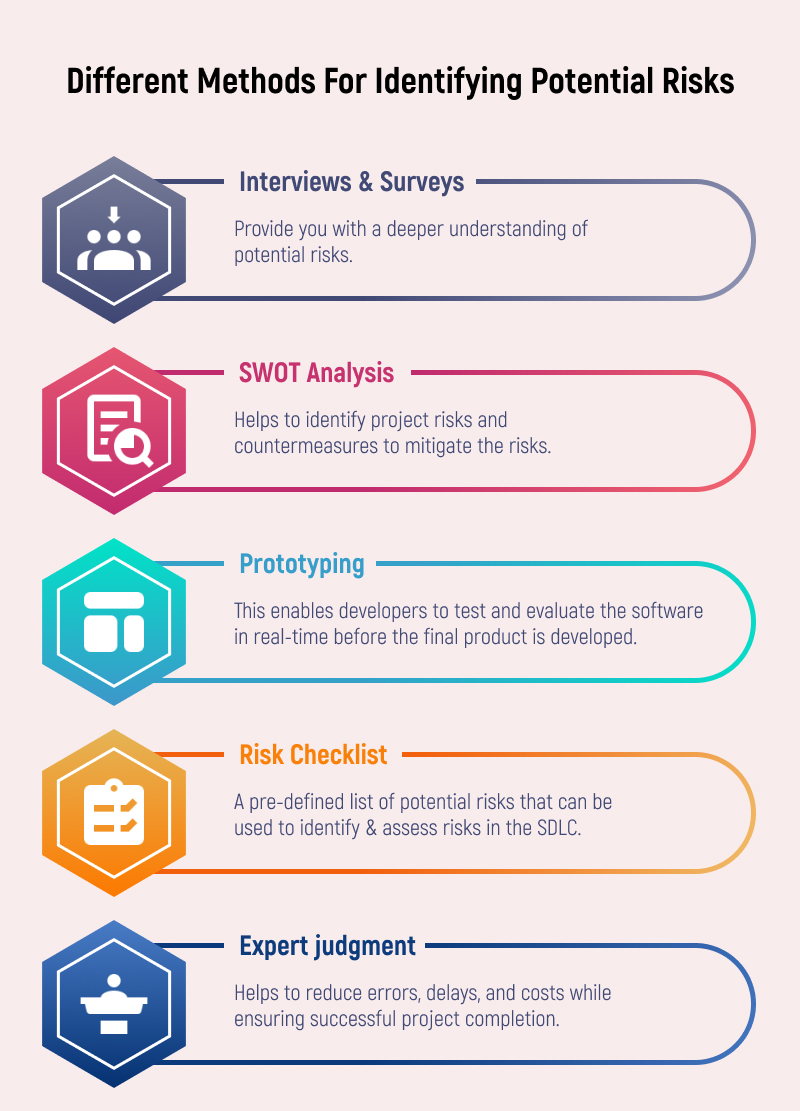 Different Methods For Identifying Potential Risks
Interviews & Surveys
Provide you with a deeper understanding of
potential risks.
SWOT Analysis
Helps to identify project risks and
countermeasures to mitigate the risks.
Prototyping
This enables developers to test and evaluate the software
in real-time before the final product is developed.
Risk Checklist
A pre-defined list of potential risks that can be
used to identify & assess risks in the SDLC.
Expert judgment
Helps to reduce errors, delays, and costs while
ensuring successful project completion.